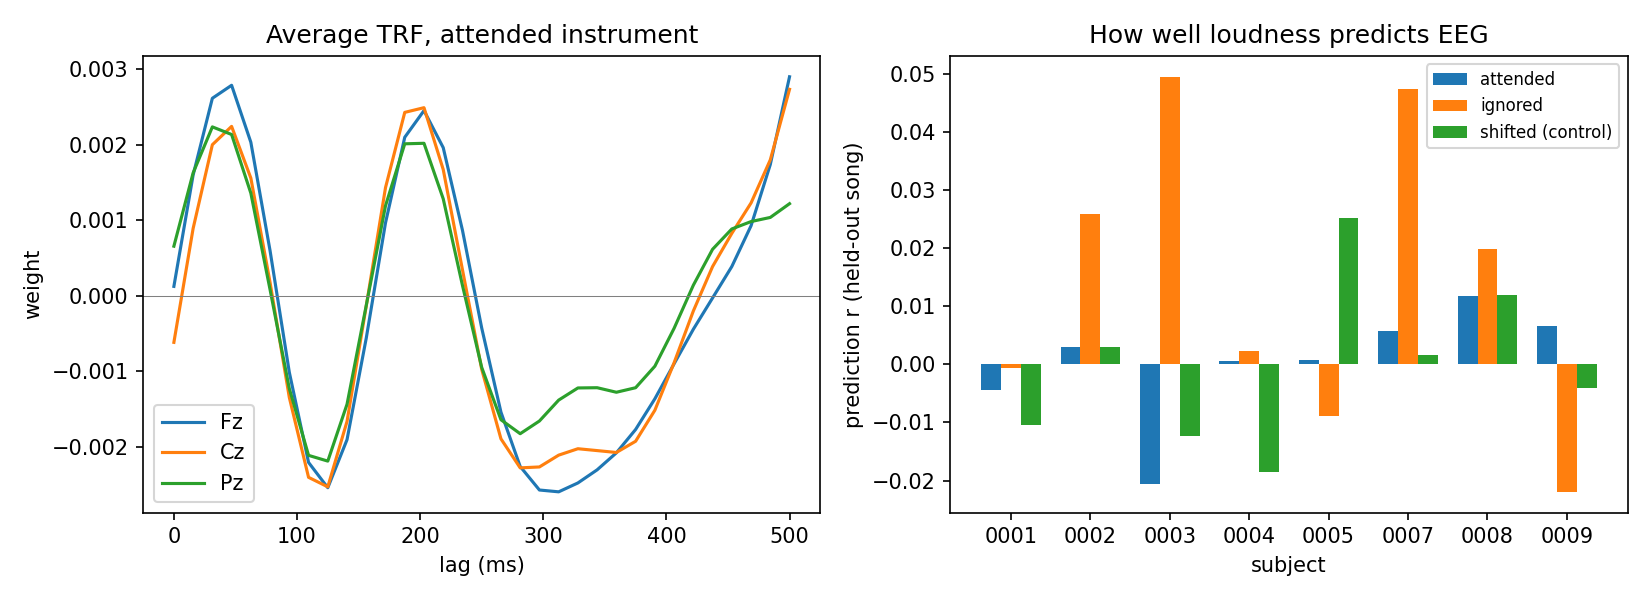 Average TRF, attended instrument
0.003
0.002
0.001
0.000
−0.001
−0.002
weight
Fz
Cz
Pz
0 100 200 300 400 500
lag (ms)
How well loudness predicts EEG
0.05
0.04
0.03
0.02
0.01
0.00
−0.01
−0.02
prediction r (held-out song)
attended
ignored
shifted (control)
0001 0002 0003 0004 0005 0007 0008 0009
subject